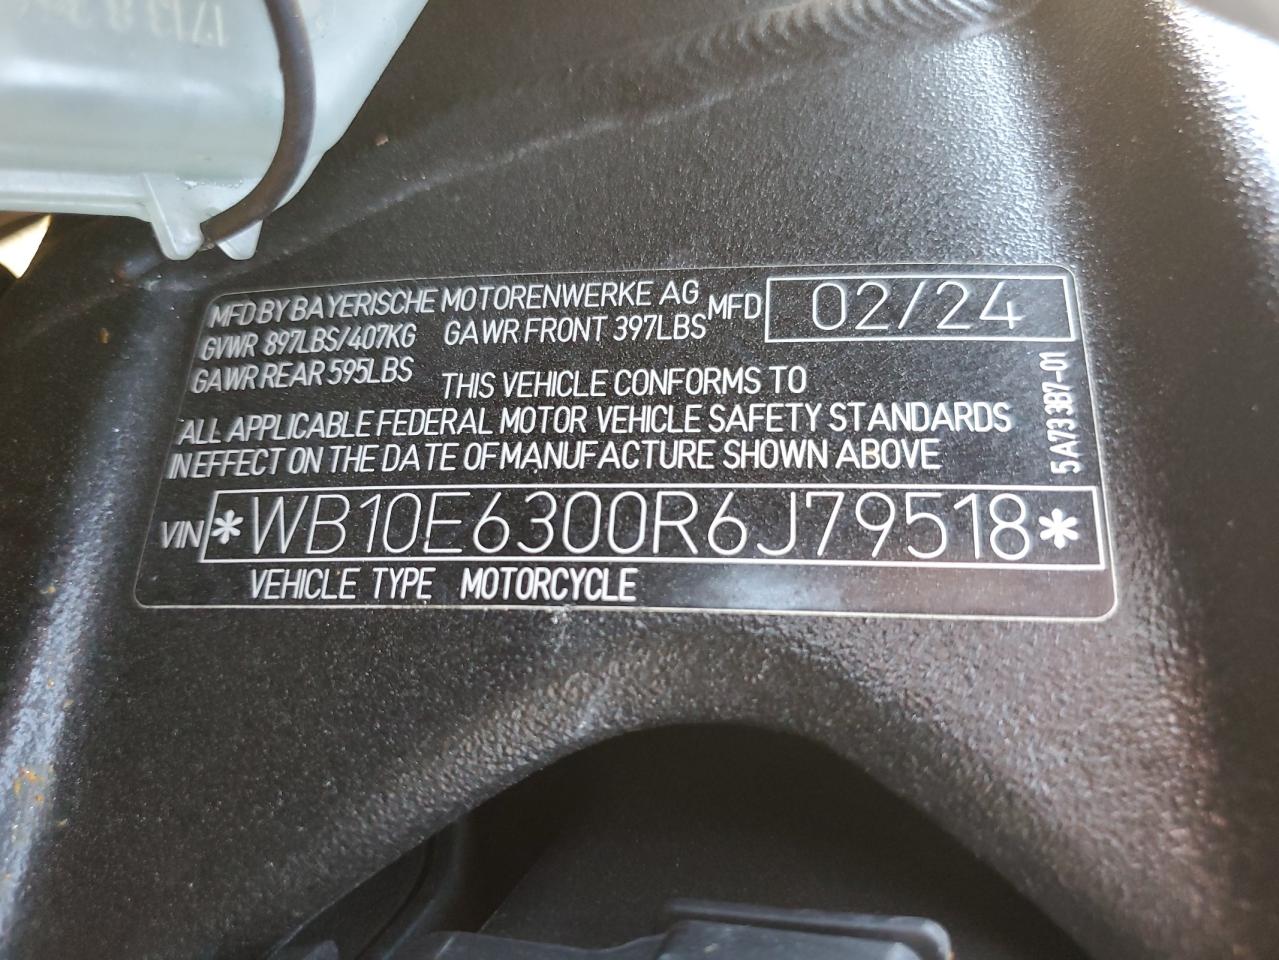 MFD BY BAYERISCHE MOTORENWERKE AG MFD 02/24
GVWR 897LBS/407KG GAWR FRONT 397LBS
GAWR REAR 595LBS THIS VEHICLE CONFORMS TO
ALL APPLICABLE FEDERAL MOTOR VEHICLE SAFETY STANDARDS
IN EFFECT ON THE DATE OF MANUFACTURE SHOWN ABOVE
5A733B7-01
VIN *WB10E6300R6J79518*
VEHICLE TYPE MOTORCYCLE